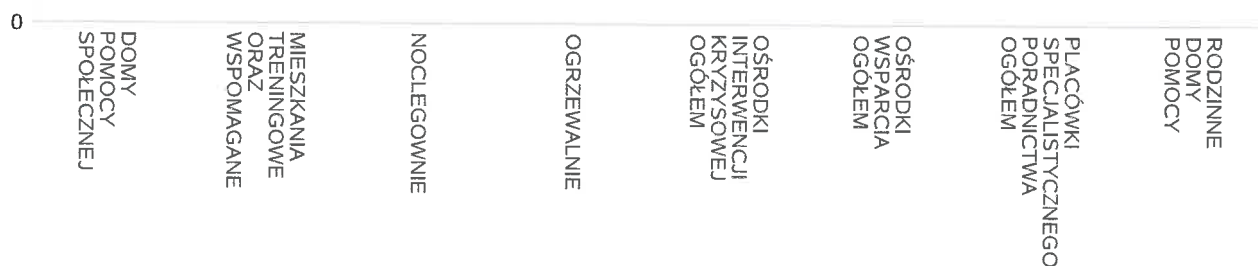 0
DOMY
POMOCY
SPOŁECZNEJ
MIESZKANIA
TRENINGOWE
ORAZ
WSPOMAGANE
NOCLEGOWNIE
OGRZEWALNIE
OŚRODKI
INTERWENCJI
KRYZYSOWEJ
OGÓŁEM
OŚRODKI
WSPARCIA
OGÓŁEM
PLACÓWKI
SPECJALISTYCZNEGO
PORADNICTWA
OGÓŁEM
RODZINNE
DOMY
POMOCY